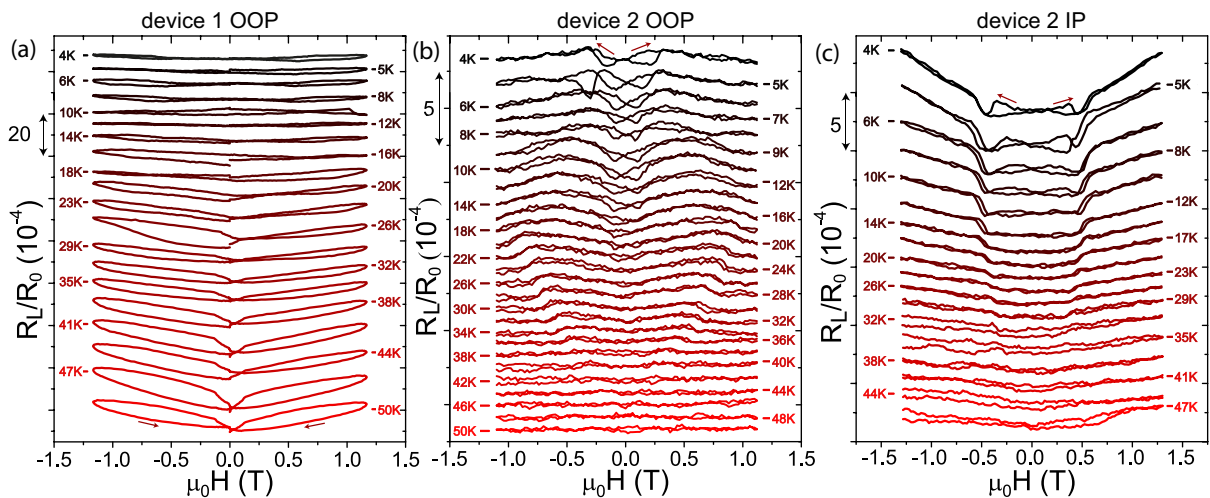 device 1 OOP
device 2 OOP
device 2 IP
(a)
4K
5K
6K
8K
10K
12K
14K
16K
18K
20K
23K
26K
29K
32K
35K
38K
41K
44K
47K
50K
20
R_L/R_0 (10^-4)
-1.5 -1.0 -0.5 0.0 0.5 1.0 1.5
μ_0H (T)
(b)
4K
5K
6K
7K
8K
9K
10K
12K
14K
16K
18K
20K
22K
24K
26K
28K
30K
32K
34K
36K
38K
40K
42K
44K
46K
48K
50K
5
R_L/R_0 (10^-4)
-1.0 -0.5 0.0 0.5 1.0
μ_0H (T)
(c)
4K
5K
6K
8K
10K
12K
14K
17K
20K
23K
26K
29K
32K
35K
38K
41K
44K
47K
5
R_L/R_0 (10^-4)
-1.5 -1.0 -0.5 0.0 0.5 1.0 1.5
μ_0H (T)